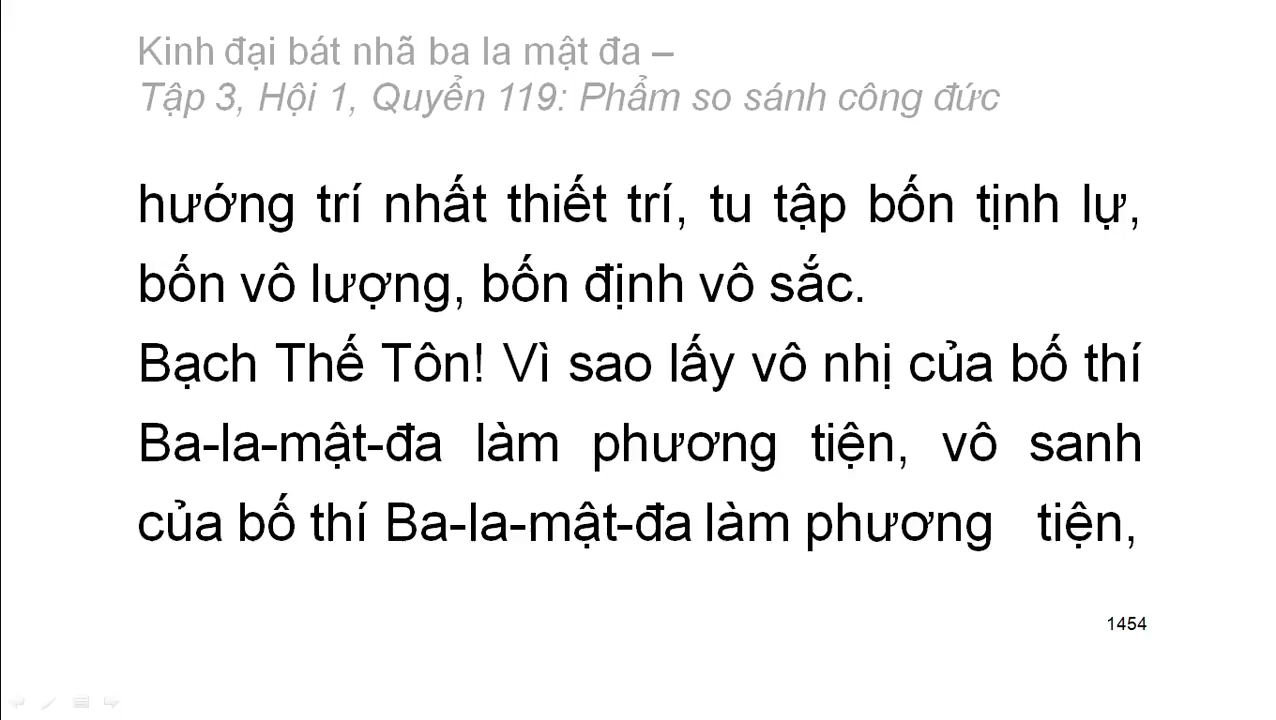 Kinh đại bát nhã ba la mật đa –
Tập 3, Hội 1, Quyển 119: Phẩm so sánh công đức
hướng trí nhất thiết trí, tu tập bốn tịnh lự,
bốn vô lượng, bốn định vô sắc.
Bạch Thế Tôn! Vì sao lấy vô nhị của bố thí
Ba-la-mật-đa làm phương tiện, vô sanh
của bố thí Ba-la-mật-đa làm phương tiện,
1454